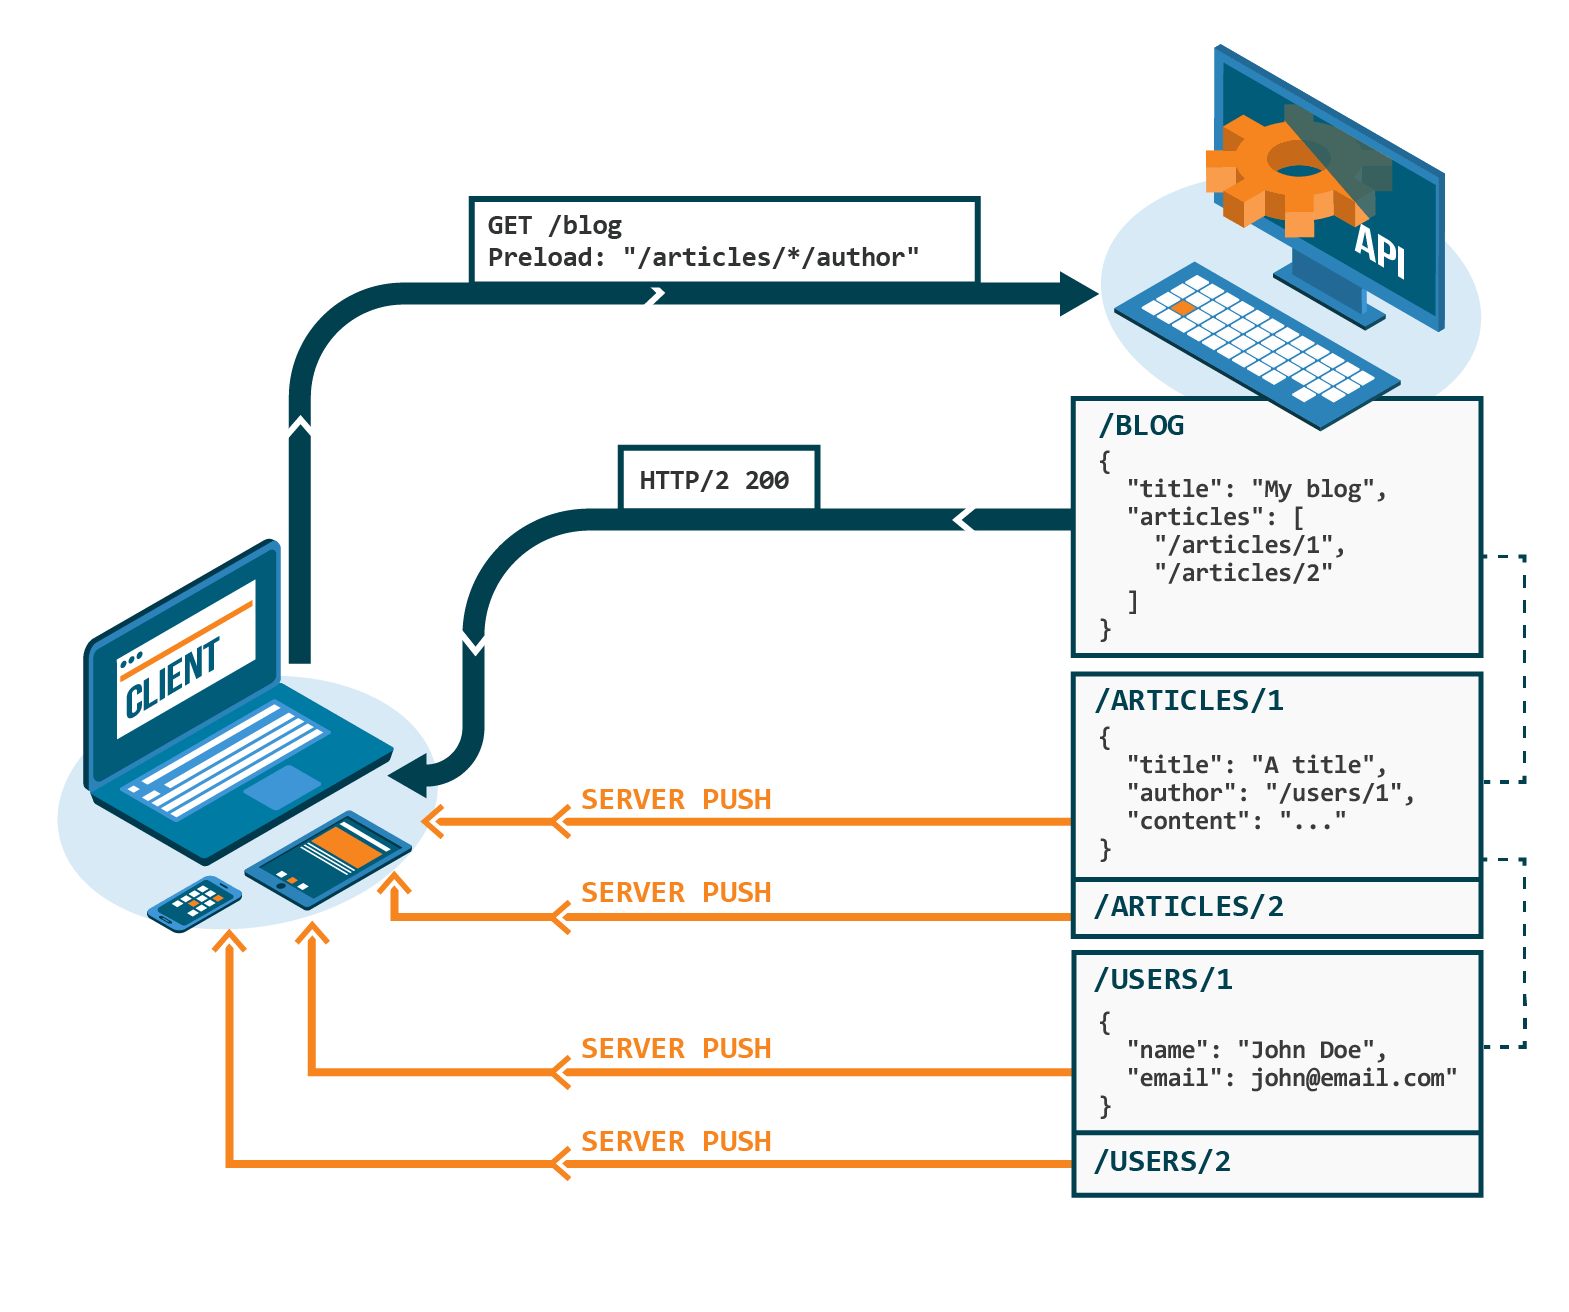 GET /blog
Preload: "/articles/*/author"
API
HTTP/2 200
/BLOG
{
"title": "My blog",
"articles": [
"/articles/1",
"/articles/2"
]
}
CLIENT
/ARTICLES/1
{
"title": "A title",
"author": "/users/1",
"content": "..."
}
SERVER PUSH
SERVER PUSH
/ARTICLES/2
/USERS/1
{
"name": "John Doe",
"email": john@email.com"
}
SERVER PUSH
SERVER PUSH
/USERS/2